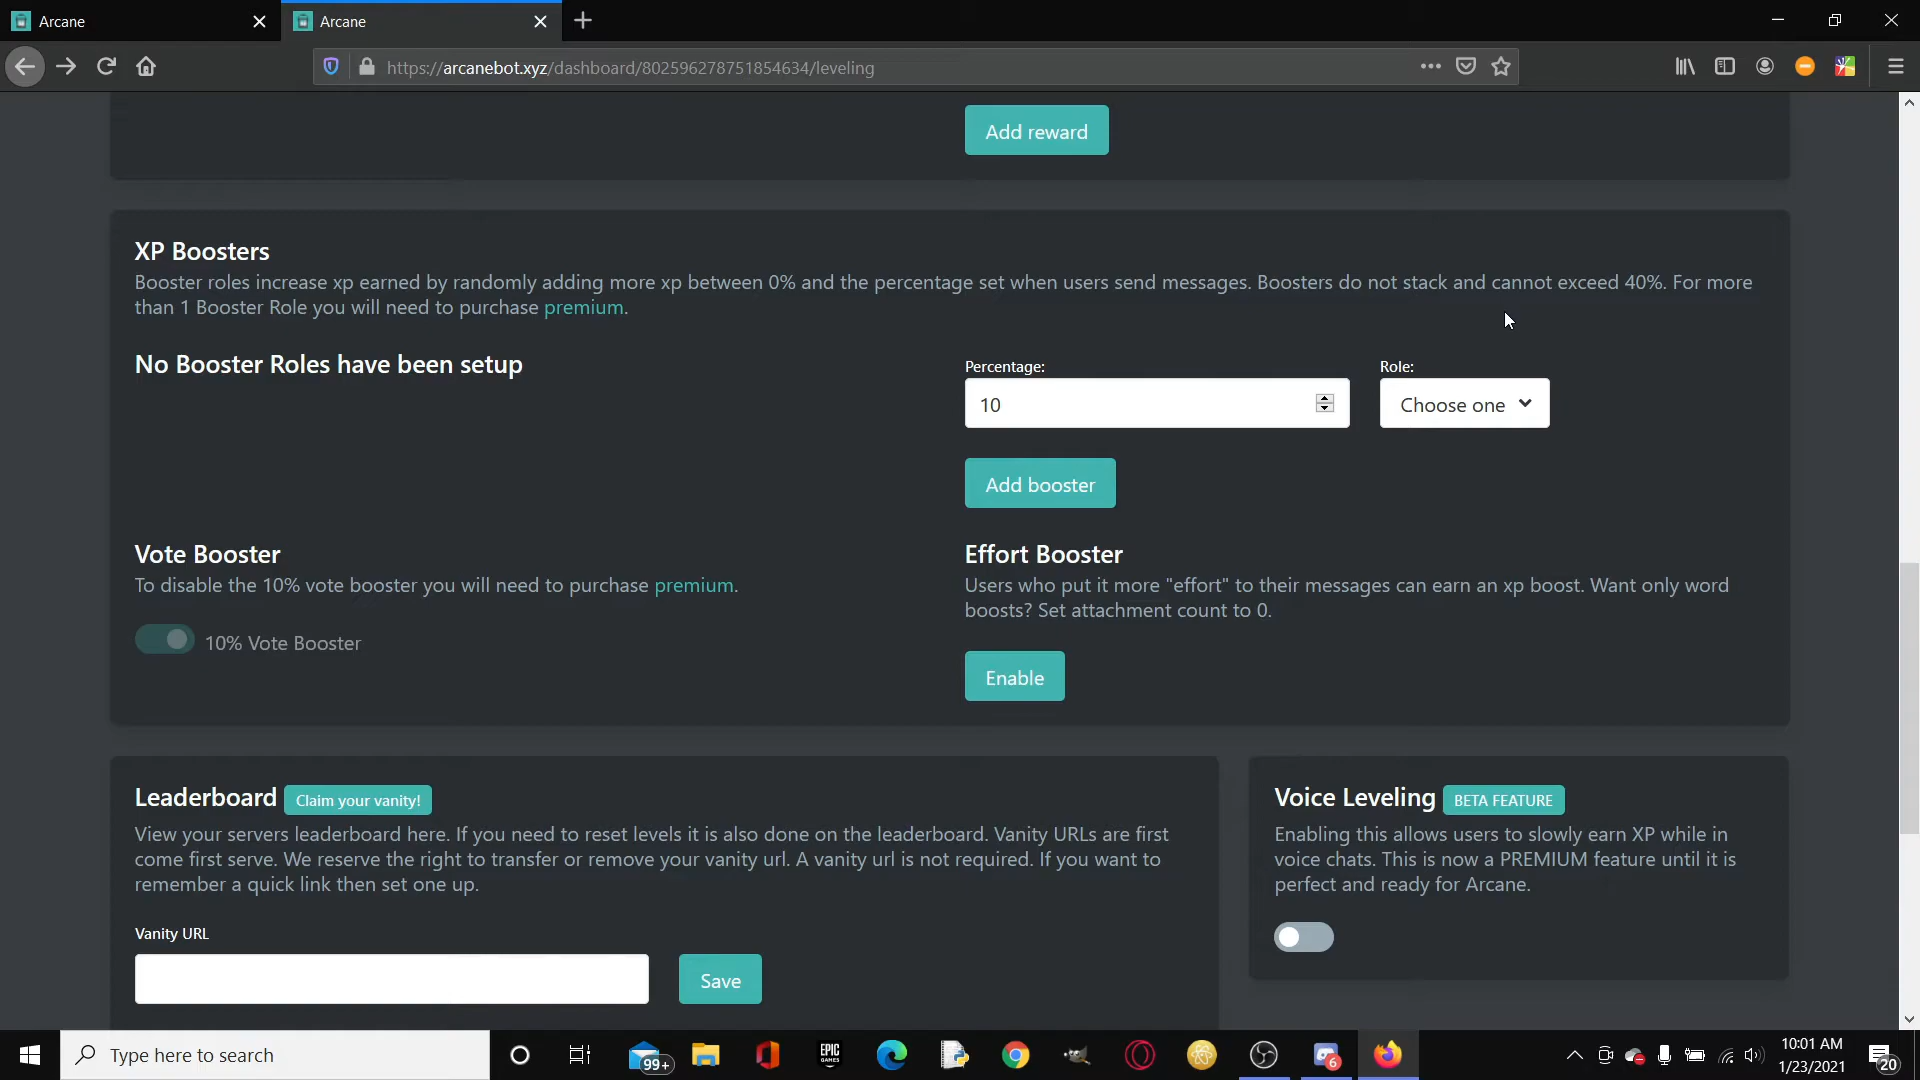 Arcane
Arcane
https://arcanebot.xyz/dashboard/802596278751854634/leveling
Add reward
XP Boosters
Booster roles increase xp earned by randomly adding more xp between 0% and the percentage set when users send messages. Boosters do not stack and cannot exceed 40%. For more
than 1 Booster Role you will need to purchase premium.
No Booster Roles have been setup
Percentage:
Role:
10
Choose one
Add booster
Vote Booster
To disable the 10% vote booster you will need to purchase premium.
10% Vote Booster
Effort Booster
Users who put it more "effort" to their messages can earn an xp boost. Want only word
boosts? Set attachment count to 0.
Enable
Leaderboard Claim your vanity!
View your servers leaderboard here. If you need to reset levels it is also done on the leaderboard. Vanity URLs are first
come first serve. We reserve the right to transfer or remove your vanity url. A vanity url is not required. If you want to
remember a quick link then set one up.
Vanity URL
Save
Voice Leveling BETA FEATURE
Enabling this allows users to slowly earn XP while in
voice chats. This is now a PREMIUM feature until it is
perfect and ready for Arcane.
Type here to search
99+
EPIC
GAMES
6
10:01 AM
1/23/2021
20